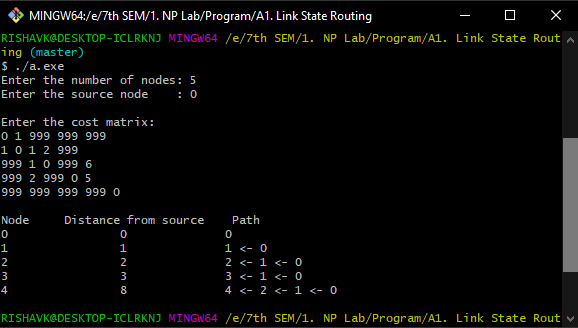 MINGW64:/e/7th SEM/1. NP Lab/Program/A1. Link State Routing
RISHAVK@DESKTOP-ICLRKNJ MINGW64 /e/7th SEM/1. NP Lab/Program/A1. Link State Rout
ing (master)
$ ./a.exe
Enter the number of nodes: 5
Enter the source node    : 0
Enter the cost matrix:
0 1 999 999 999
1 0 1 2 999
999 1 0 999 6
999 2 999 0 5
999 999 999 999 0
Node     Distance from source    Path
0                0              0
1                1              1 <- 0
2                2              2 <- 1 <- 0
3                3              3 <- 1 <- 0
4                8              4 <- 2 <- 1 <- 0
RISHAVK@DESKTOP-ICLRKNJ MINGW64 /e/7th SEM/1. NP Lab/Program/A1. Link State Rout